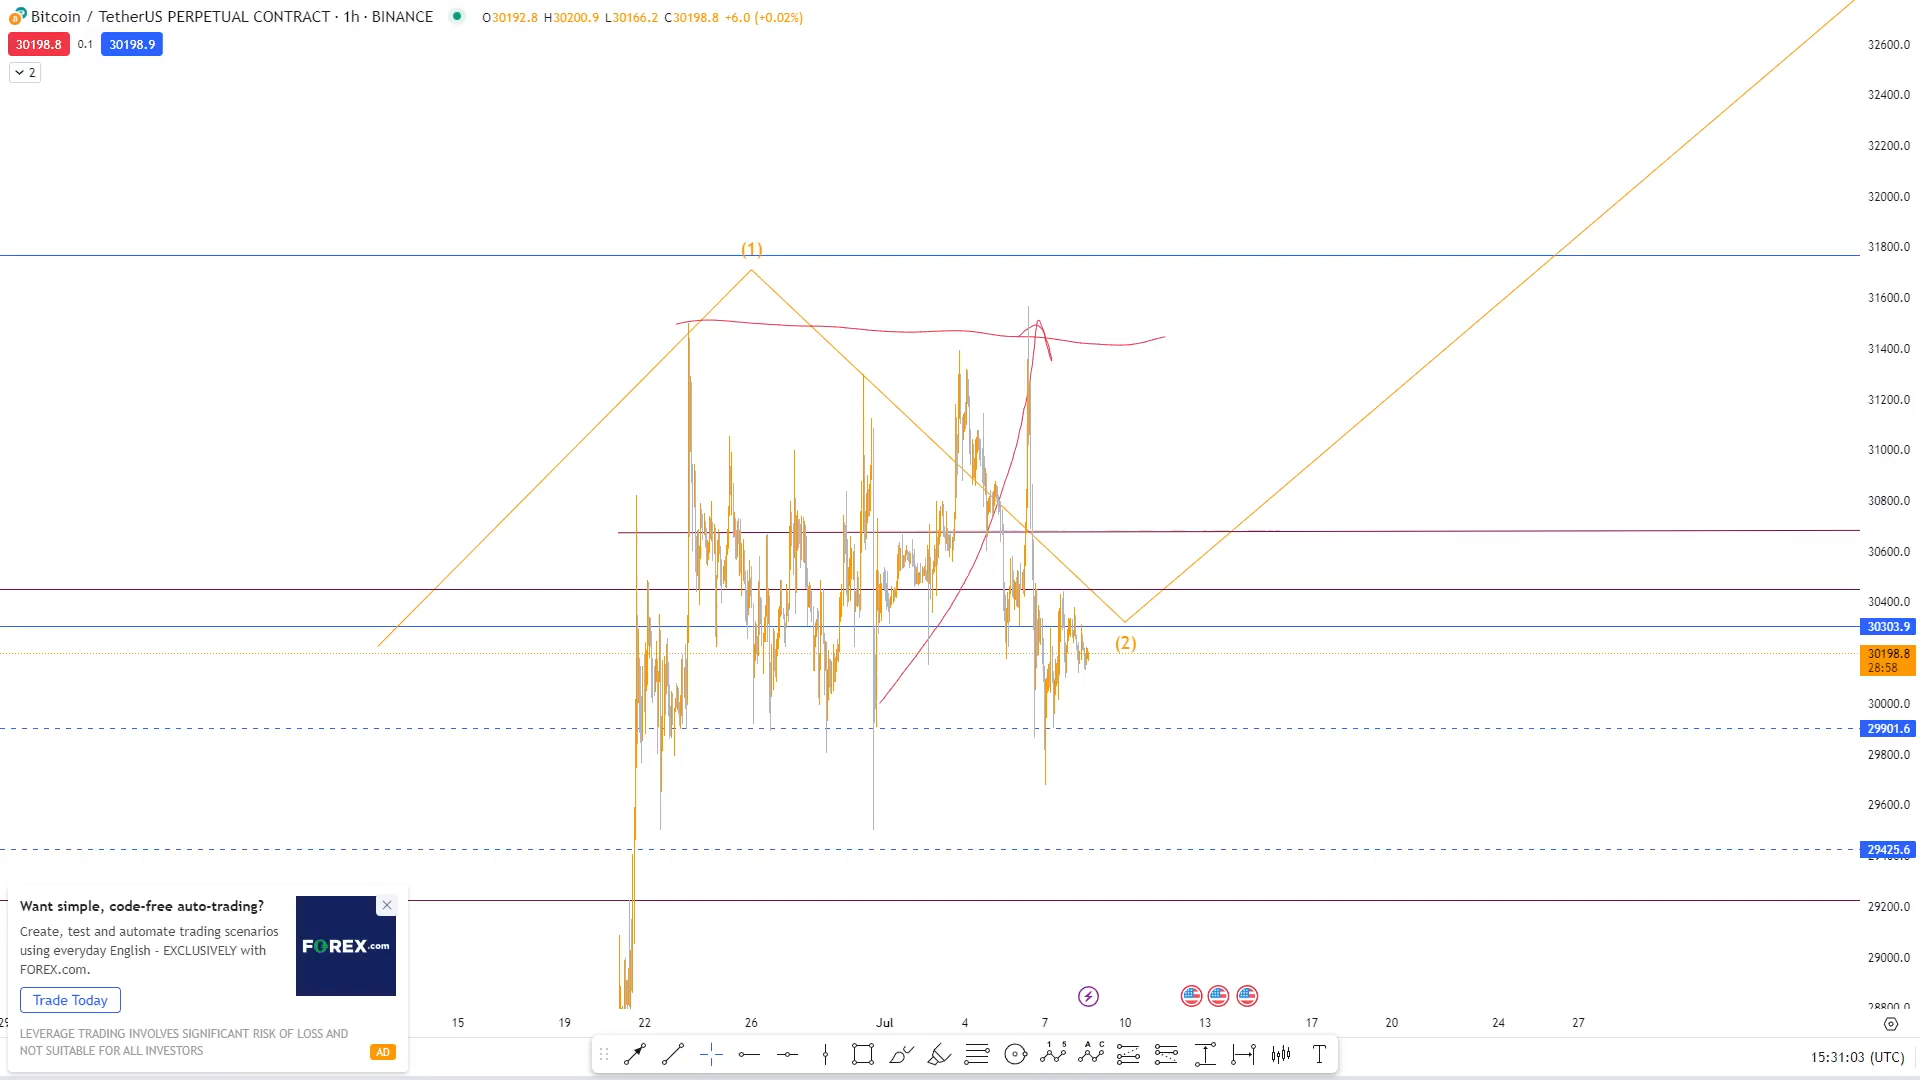 Bitcoin / TetherUS PERPETUAL CONTRACT · 1h · BINANCE O30192.8 H30200.9 L30166.2 C30198.8 +6.0 (+0.02%)
30198.8 0.1 30198.9
2
32600.0
32400.0
32200.0
32000.0
31800.0
31600.0
31400.0
31200.0
31000.0
30800.0
30600.0
30400.0
30303.9
30198.8
28:58
30000.0
29901.6
29800.0
29600.0
29425.6
29200.0
29000.0
(1)
(2)
Want simple, code-free auto-trading?
Create, test and automate trading scenarios
using everyday English - EXCLUSIVELY with
FOREX.com.
FOREX.com
Trade Today
LEVERAGE TRADING INVOLVES SIGNIFICANT RISK OF LOSS AND
NOT SUITABLE FOR ALL INVESTORS
AD
15 19 22 26 Jul 4 7 10 13 17 20 24 27
1 5 A C T
15:31:03 (UTC)